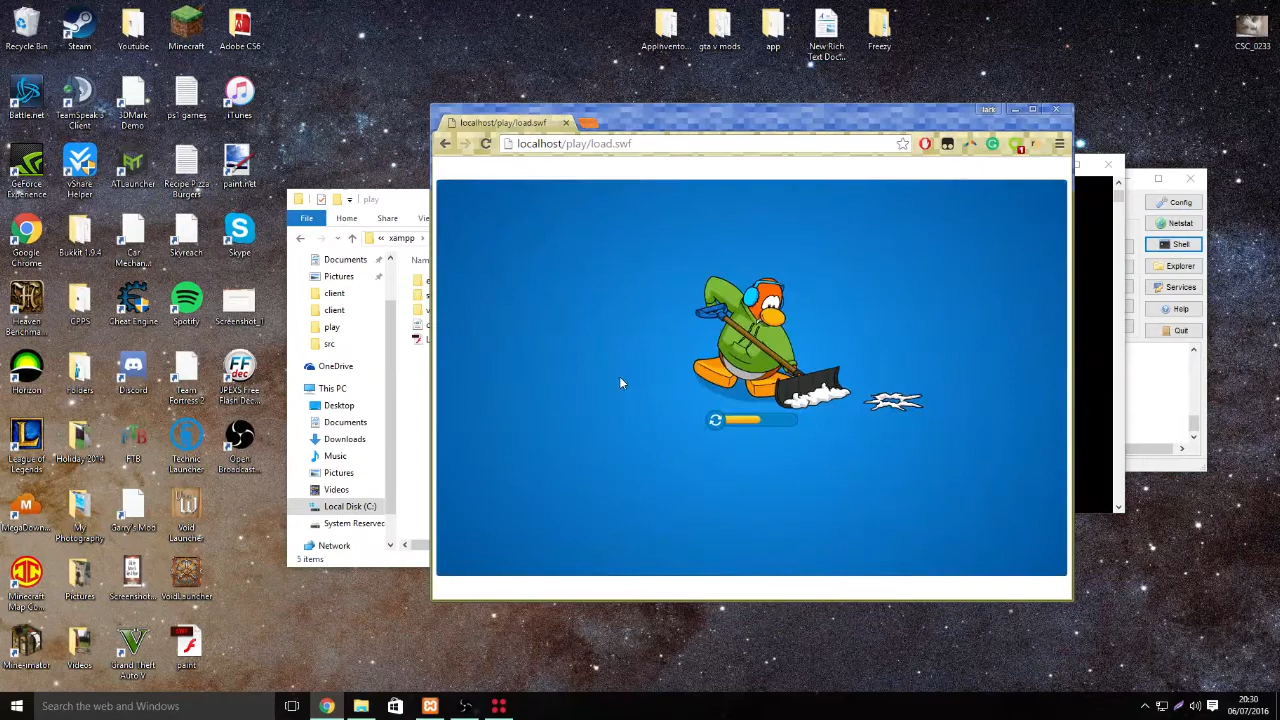 Recycle Bin
Steam
Youtube
Minecraft
Adobe CS6
AppInvento...
gta v mods
app
New Rich
Text Doc...
Freezy
CSC_0233
Battle.net
TeamSpeak 3
Client
3DMark
Demo
ps1 games
iTunes
GeForce
Experience
vShare
Helper
ATLauncher
Recipe Pizza
Burgers
paint.net
Google
Chrome
Bukkit 1.9.4
Car
Mechan...
Skyreach
Skype
Heaven
Benchma...
CPPS
Cheat Engine
Spotify
Screenshot_1
Horizon
Folders
Discord
Team
Fortress 2
JPEXS Free
Flash Dec...
League of
Legends
Holiday 2014
FTB
Technic
Launcher
Open
Broadcast...
MegaDown...
My
Photography
Garry's Mod
Void
Launcher
Minecraft
Map Co...
Pictures
Screenshot...
VoidLauncher
Mine-imator
Videos
Grand Theft
Auto V
paint
play
File
Home
Share
xampp
Documents
Pictures
client
client
play
src
OneDrive
This PC
Desktop
Documents
Downloads
Music
Pictures
Videos
Local Disk (C:)
System Reserved
Network
5 items
Jack
localhost/play/load.swf
localhost/play/load.swf
Config
Netstat
Shell
Explorer
Services
Help
Quit
Search the web and Windows
20:30
06/07/2016